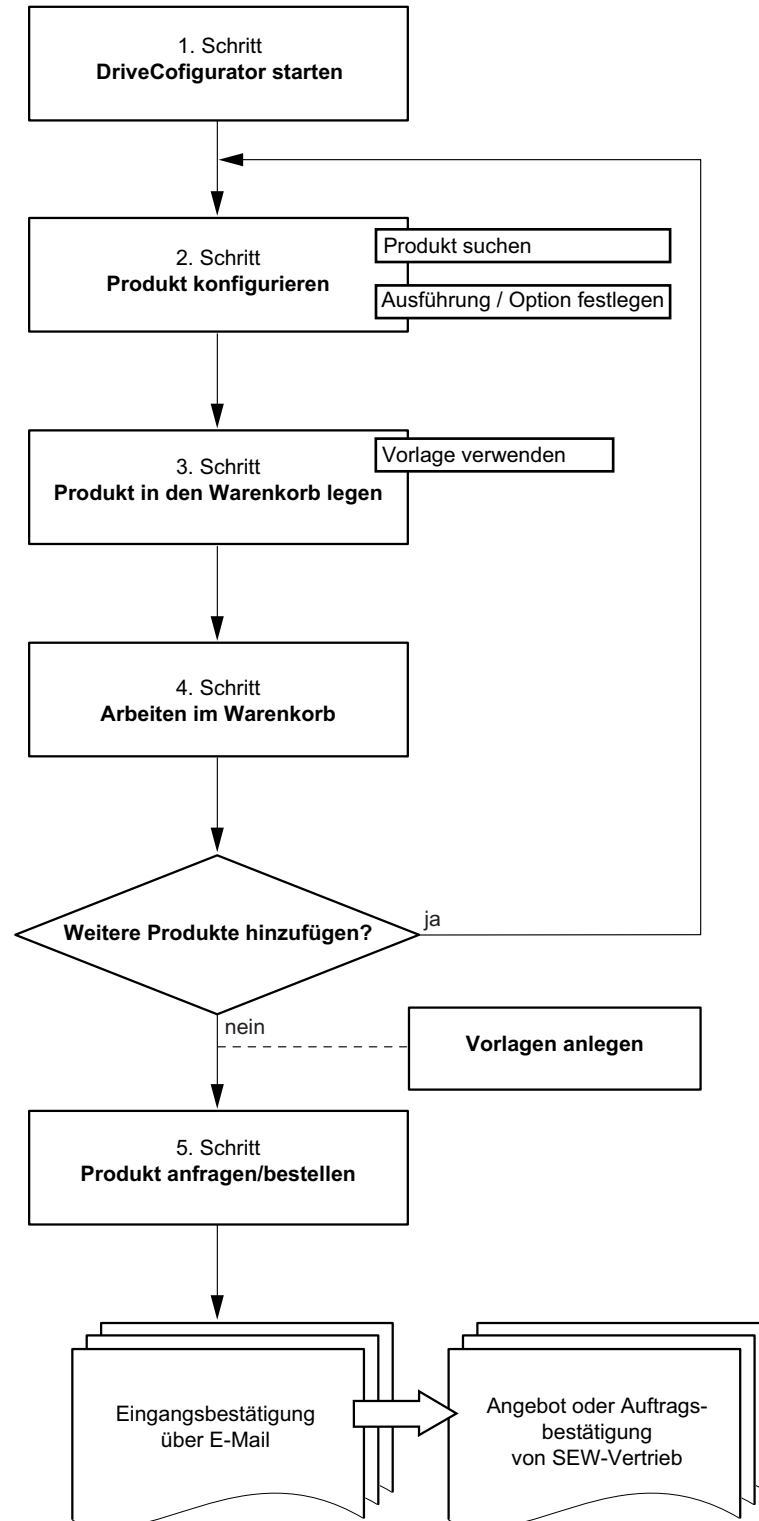 1. Schritt
DriveCofigurator starten
2. Schritt
Produkt konfigurieren
Produkt suchen
Ausführung / Option festlegen
3. Schritt
Produkt in den Warenkorb legen
Vorlage verwenden
4. Schritt
Arbeiten im Warenkorb
Weitere Produkte hinzufügen?
ja
nein
Vorlagen anlegen
5. Schritt
Produkt anfragen/bestellen
Eingangsbestätigung
über E-Mail
Angebot oder Auftrags-
bestätigung
von SEW-Vertrieb